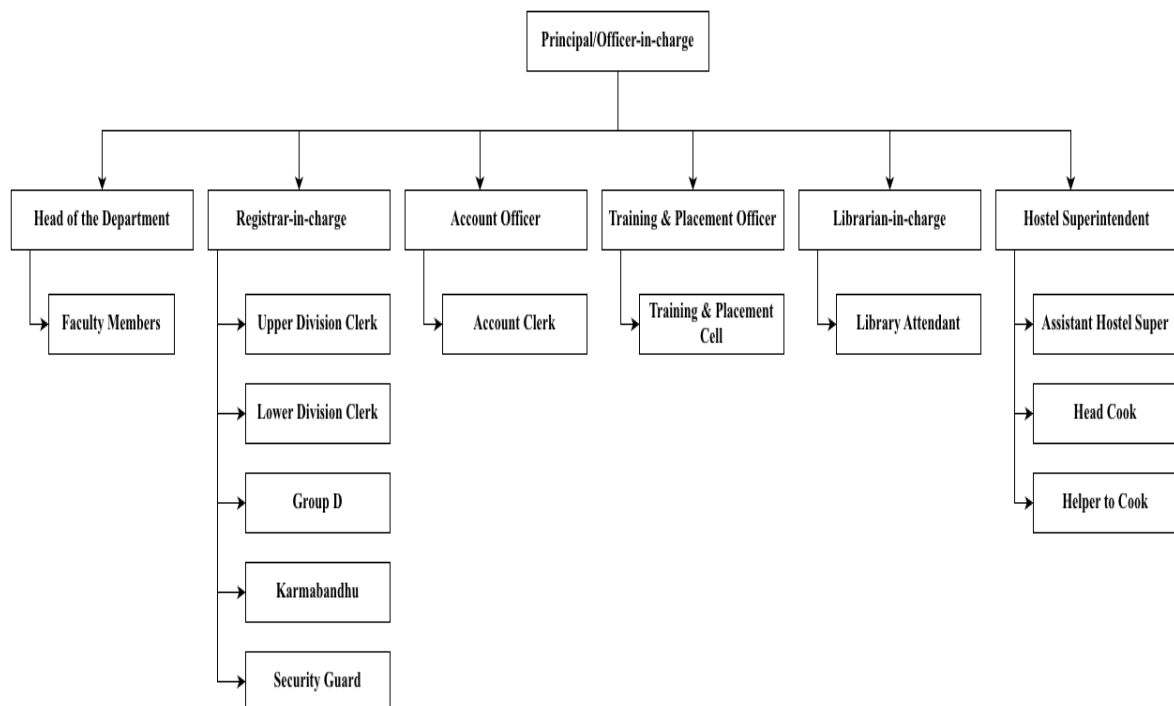 Principal/Officer-in-charge
Head of the Department
Registrar-in-charge
Account Officer
Training & Placement Officer
Librarian-in-charge
Hostel Superintendent
Faculty Members
Upper Division Clerk
Account Clerk
Training & Placement
Cell
Library Attendant
Assistant Hostel Super
Lower Division Clerk
Head Cook
Group D
Helper to Cook
Karmabandhu
Security Guard